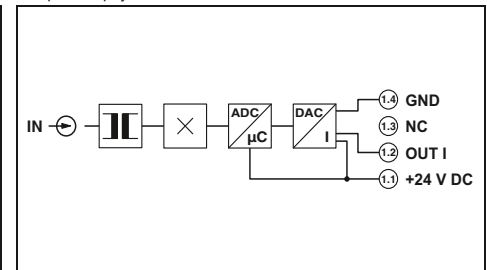 IN
ADC
µC
DAC
I
1.4 GND
1.3 NC
1.2 OUT I
1.1 +24 V DC